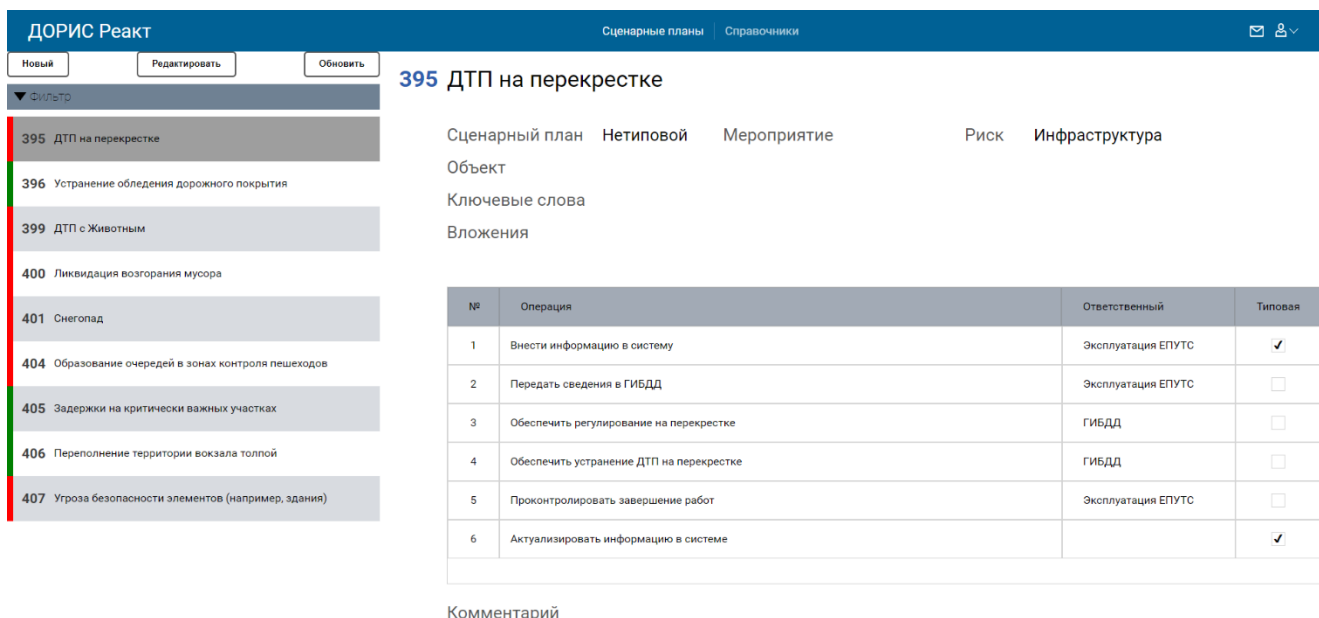 ДОРИС Реакт
Сценарные планы Справочники
Новый Редактировать Обновить
Фильтр
395 ДТП на перекрестке
396 Устранение обледения дорожного покрытия
399 ДТП с Животным
400 Ликвидация возгорания мусора
401 Снегопад
404 Образование очередей в зонах контроля пешеходов
405 Задержки на критически важных участках
406 Переполнение территории вокзала толпой
407 Угроза безопасности элементов (например, здания)
395 ДТП на перекрестке
Сценарный план Нетиповой Мероприятие Риск Инфраструктура
Объект
Ключевые слова
Вложения
№ Операция Ответственный Типовая
1 Внести информацию в систему Эксплуатация ЕПУТС
2 Передать сведения в ГИБДД Эксплуатация ЕПУТС
3 Обеспечить регулирование на перекрестке ГИБДД
4 Обеспечить устранение ДТП на перекрестке ГИБДД
5 Проконтролировать завершение работ Эксплуатация ЕПУТС
6 Актуализировать информацию в системе
Комментарий